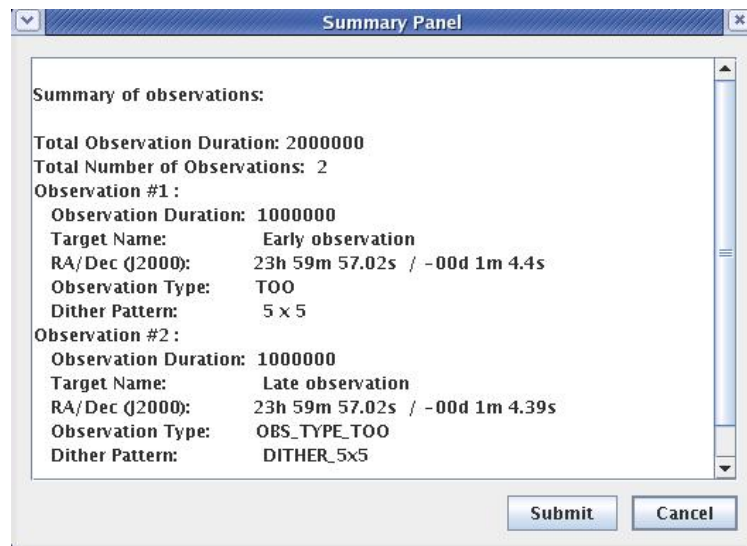 Summary Panel
Summary of observations:
Total Observation Duration: 2000000
Total Number of Observations: 2
Observation #1 :
Observation Duration: 1000000
Target Name: Early observation
RA/Dec (J2000): 23h 59m 57.02s / -00d 1m 4.4s
Observation Type: TOO
Dither Pattern: 5 x 5
Observation #2 :
Observation Duration: 1000000
Target Name: Late observation
RA/Dec (J2000): 23h 59m 57.02s / -00d 1m 4.39s
Observation Type: OBS_TYPE_TOO
Dither Pattern: DITHER_5x5
Submit Cancel